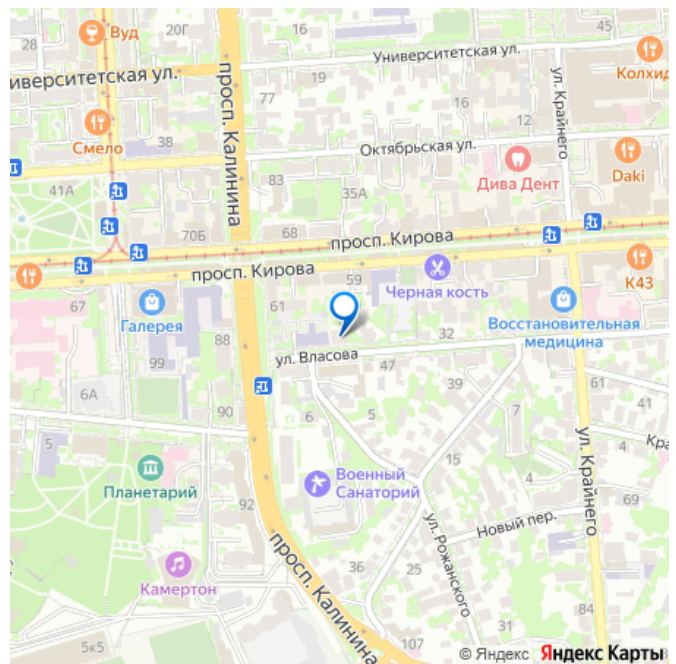 28
Вуд
20Г
просп. Калинина
16
Университетская ул.
45
Колхид
ул. Крайнего
ниверситетская ул.
19
77
16
12
Смело
38
Октябрьская ул.
Дива Дент
Daki
41А
83
35А
70Б
68
просп. Кирова
просп. Кирова
59
Черная кость
К43
67
Галерея
61
88
99
32
Восстановительная
медицина
ул. Власова
47
39
61
41
6А
90
6
5
7
5
15
4
4
Кра
ул. Крайнего
Планетарий
Военный
Санаторий
92
69
Новый пер.
ул. Рожанского
Камертон
просп. Калинина
36
25
84
31
5к5
107
© Яндекс Яндекс Карты